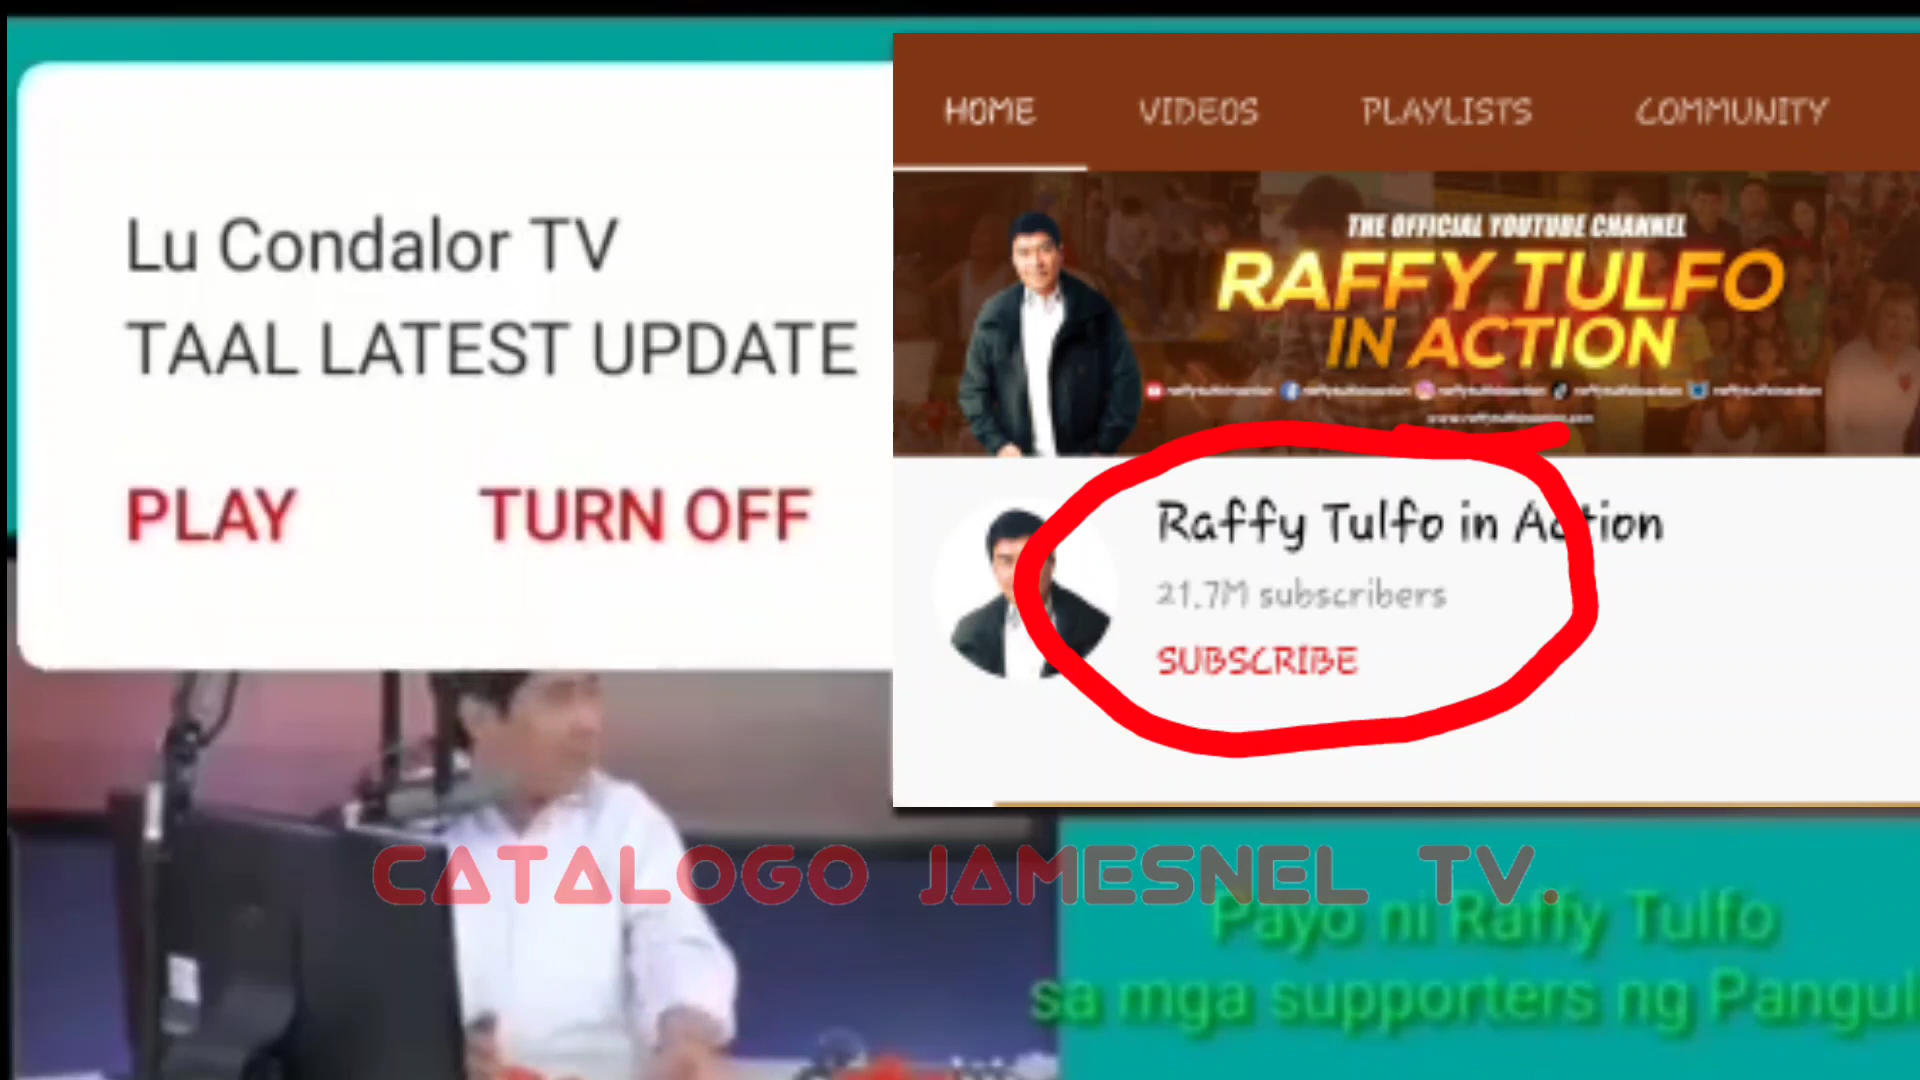 Lu Condalor TV
TAAL LATEST UPDATE
PLAY TURN OFF
HOME VIDEOS PLAYLISTS COMMUNITY
THE OFFICIAL YOUTUBE CHANNEL
RAFFY TULFO
IN ACTION
Raffy Tulfo in Action
21.7M subscribers
SUBSCRIBE
CATALOGO JAMESNEL TV.
Payo ni Raffy Tulfo
sa mga supporters ng Pangul